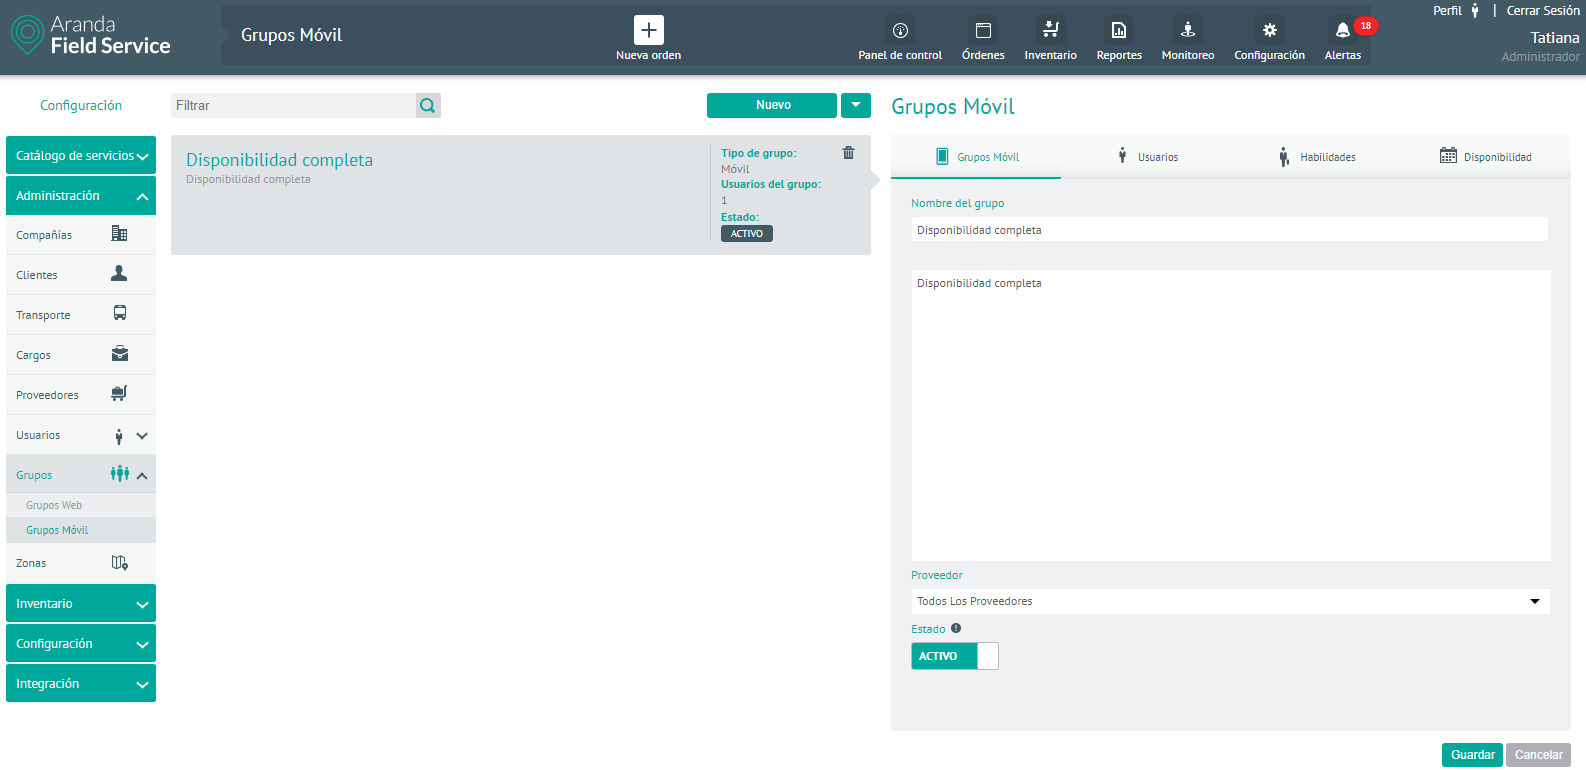 Aranda
Field Service
Grupos Móvil
Nueva orden
Panel de control
Órdenes
Inventario
Reportes
Monitoreo
Configuración
Alertas
18
Perfil | Cerrar Sesión
Tatiana
Administrador
Configuración
Catálogo de servicios
Administración
Compañías
Clientes
Transporte
Cargos
Proveedores
Usuarios
Grupos
Grupos Web
Grupos Móvil
Zonas
Inventario
Configuración
Integración
Filtrar
Nuevo
Disponibilidad completa
Disponibilidad completa
Tipo de grupo:
Móvil
Usuarios del grupo:
1
Estado:
ACTIVO
Grupos Móvil
Grupos Móvil
Usuarios
Habilidades
Disponibilidad
Nombre del grupo
Disponibilidad completa
Disponibilidad completa
Proveedor
Todos Los Proveedores
Estado
ACTIVO
Guardar
Cancelar